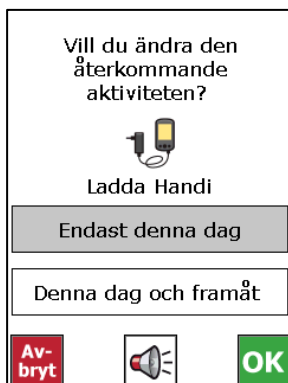 Vill du ändra den
återkommande
aktiviteten?
Ladda Handi
Endast denna dag
Denna dag och framåt
Av-
bryt
OK